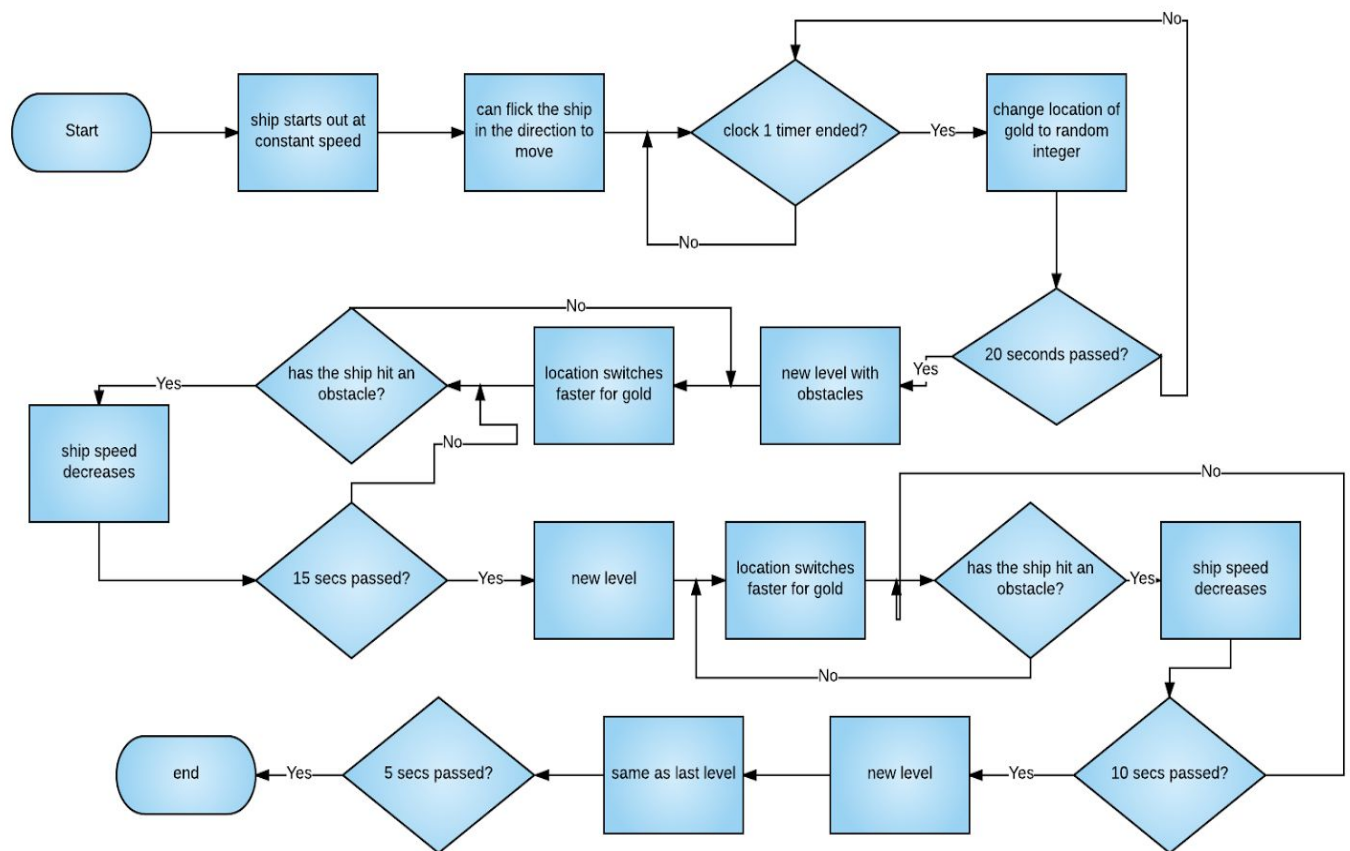 No
Start
ship starts out at
constant speed
can flick the ship
in the direction to
move
clock 1 timer ended?
Yes
change location of
gold to random
integer
No
No
has the ship hit an
obstacle?
Yes
location switches
faster for gold
new level with
obstacles
Yes
20 seconds passed?
ship speed
decreases
No
No
15 secs passed?
Yes
new level
location switches
faster for gold
has the ship hit an
obstacle?
Yes
ship speed
decreases
No
end
Yes
5 secs passed?
same as last level
new level
Yes
10 secs passed?